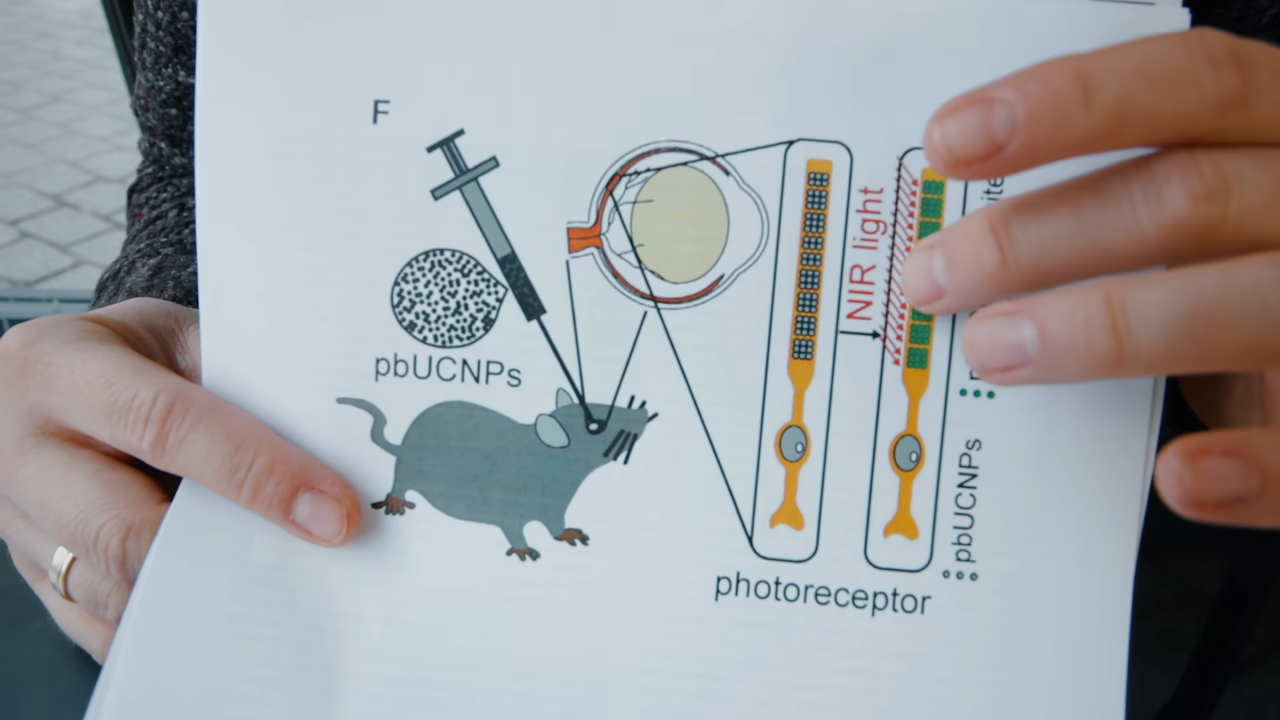 F
pbUCNPs
NIR light
pbUCNPs
photoreceptor